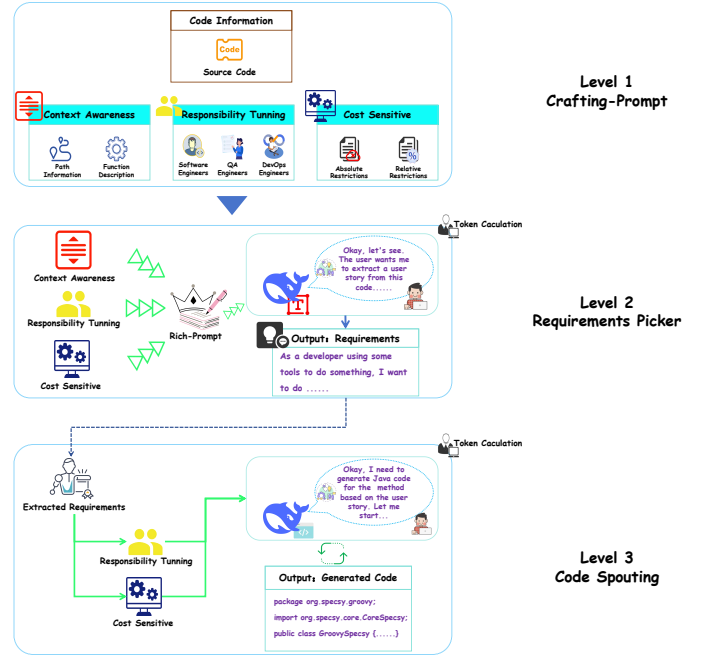 Code Information
Code
Source Code
Level 1
Crafting-Prompt
Context Awareness
Responsibility Tunning
Cost Sensitive
Path
Information
Function
Description
Software
Engineers
QA
Engineers
DevOps
Engineers
Absolute
Restrictions
%
Relative
Restrictions
Token Caculation
Context Awareness
Responsibility Tunning
Cost Sensitive
Rich-Prompt
Okay, let's see.
The user wants me
to extract a user
story from this
code......
T
Output: Requirements
As a developer using some
tools to do something, I want
to do ......
Level 2
Requirements Picker
Token Caculation
Extracted Requirements
Responsibility Tunning
Cost Sensitive
Okay, I need to
generate Java code
for the method
based on the user
story. Let me
start...
</>
Output: Generated Code
package org.specsy.groovy;
import org.specsy.core.CoreSpecsy;
public class GroovySpecsy {......}
Level 3
Code Spouting